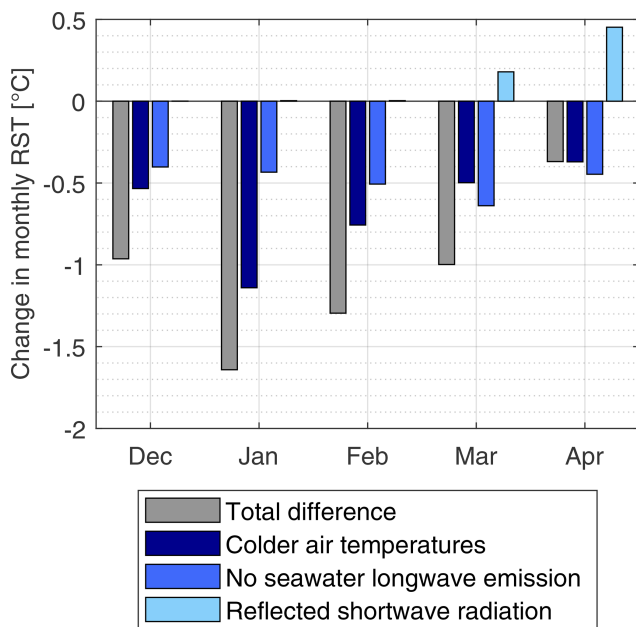 Change in monthly RST [°C]
0.5
0
-0.5
-1
-1.5
-2
Dec Jan Feb Mar Apr
Total difference
Colder air temperatures
No seawater longwave emission
Reflected shortwave radiation